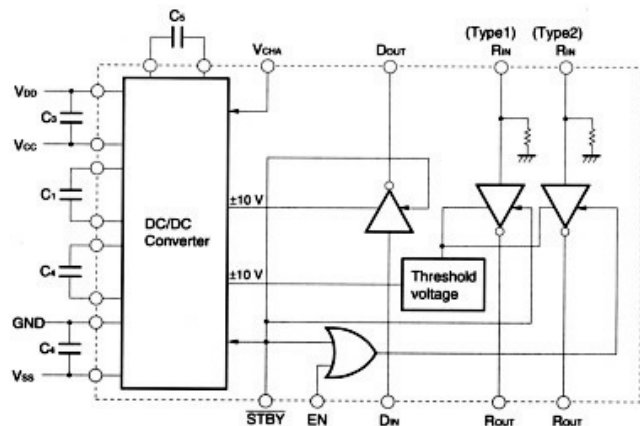 C5
(Type1) (Type2)
VCHA DOUT RIN RIN
VDD
C3
VCC
C1
±10 V
DC/DC
Converter
C4
±10 V
Threshold
voltage
GND
C4
VSS
STBY EN DIN ROUT ROUT